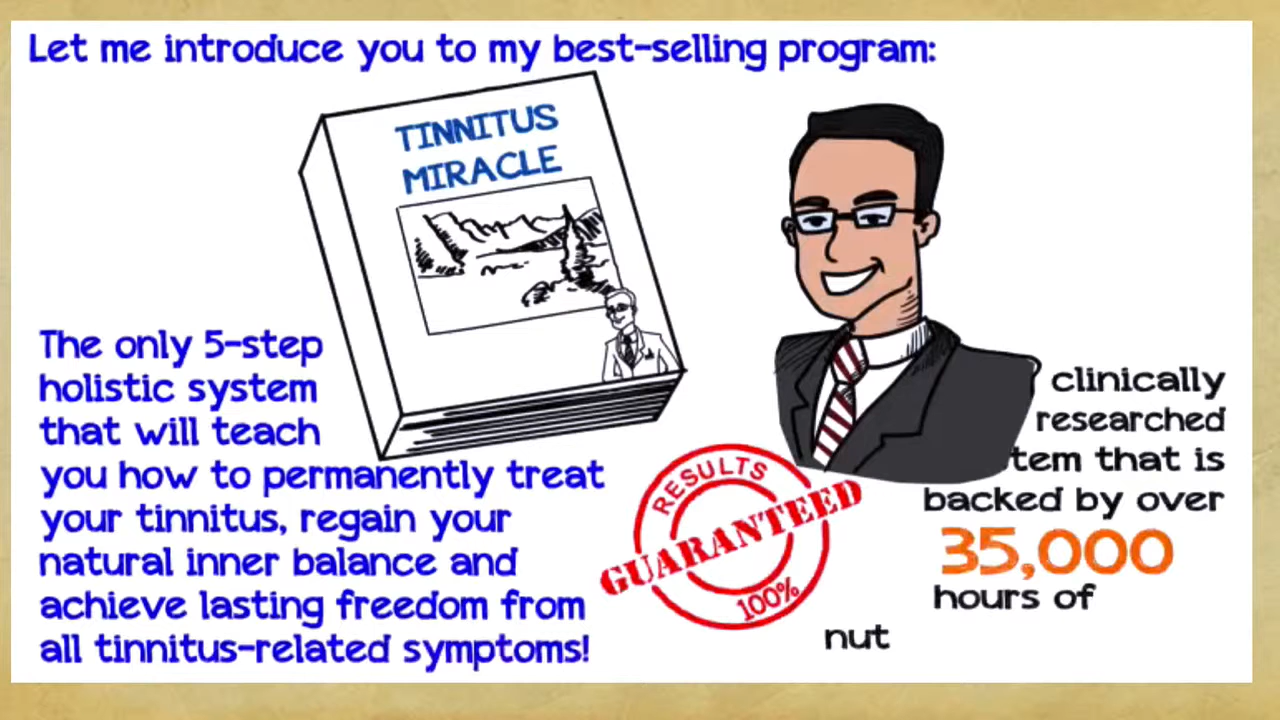 Let me introduce you to my best-selling program:
TINNITUS
MIRACLE
The only 5-step
holistic system
that will teach
you how to permanently treat
your tinnitus, regain your
natural inner balance and
achieve lasting freedom from
all tinnitus-related symptoms!
RESULTS
GUARANTEED
100%
clinically
researched
tem that is
backed by over
35,000
hours of
nut